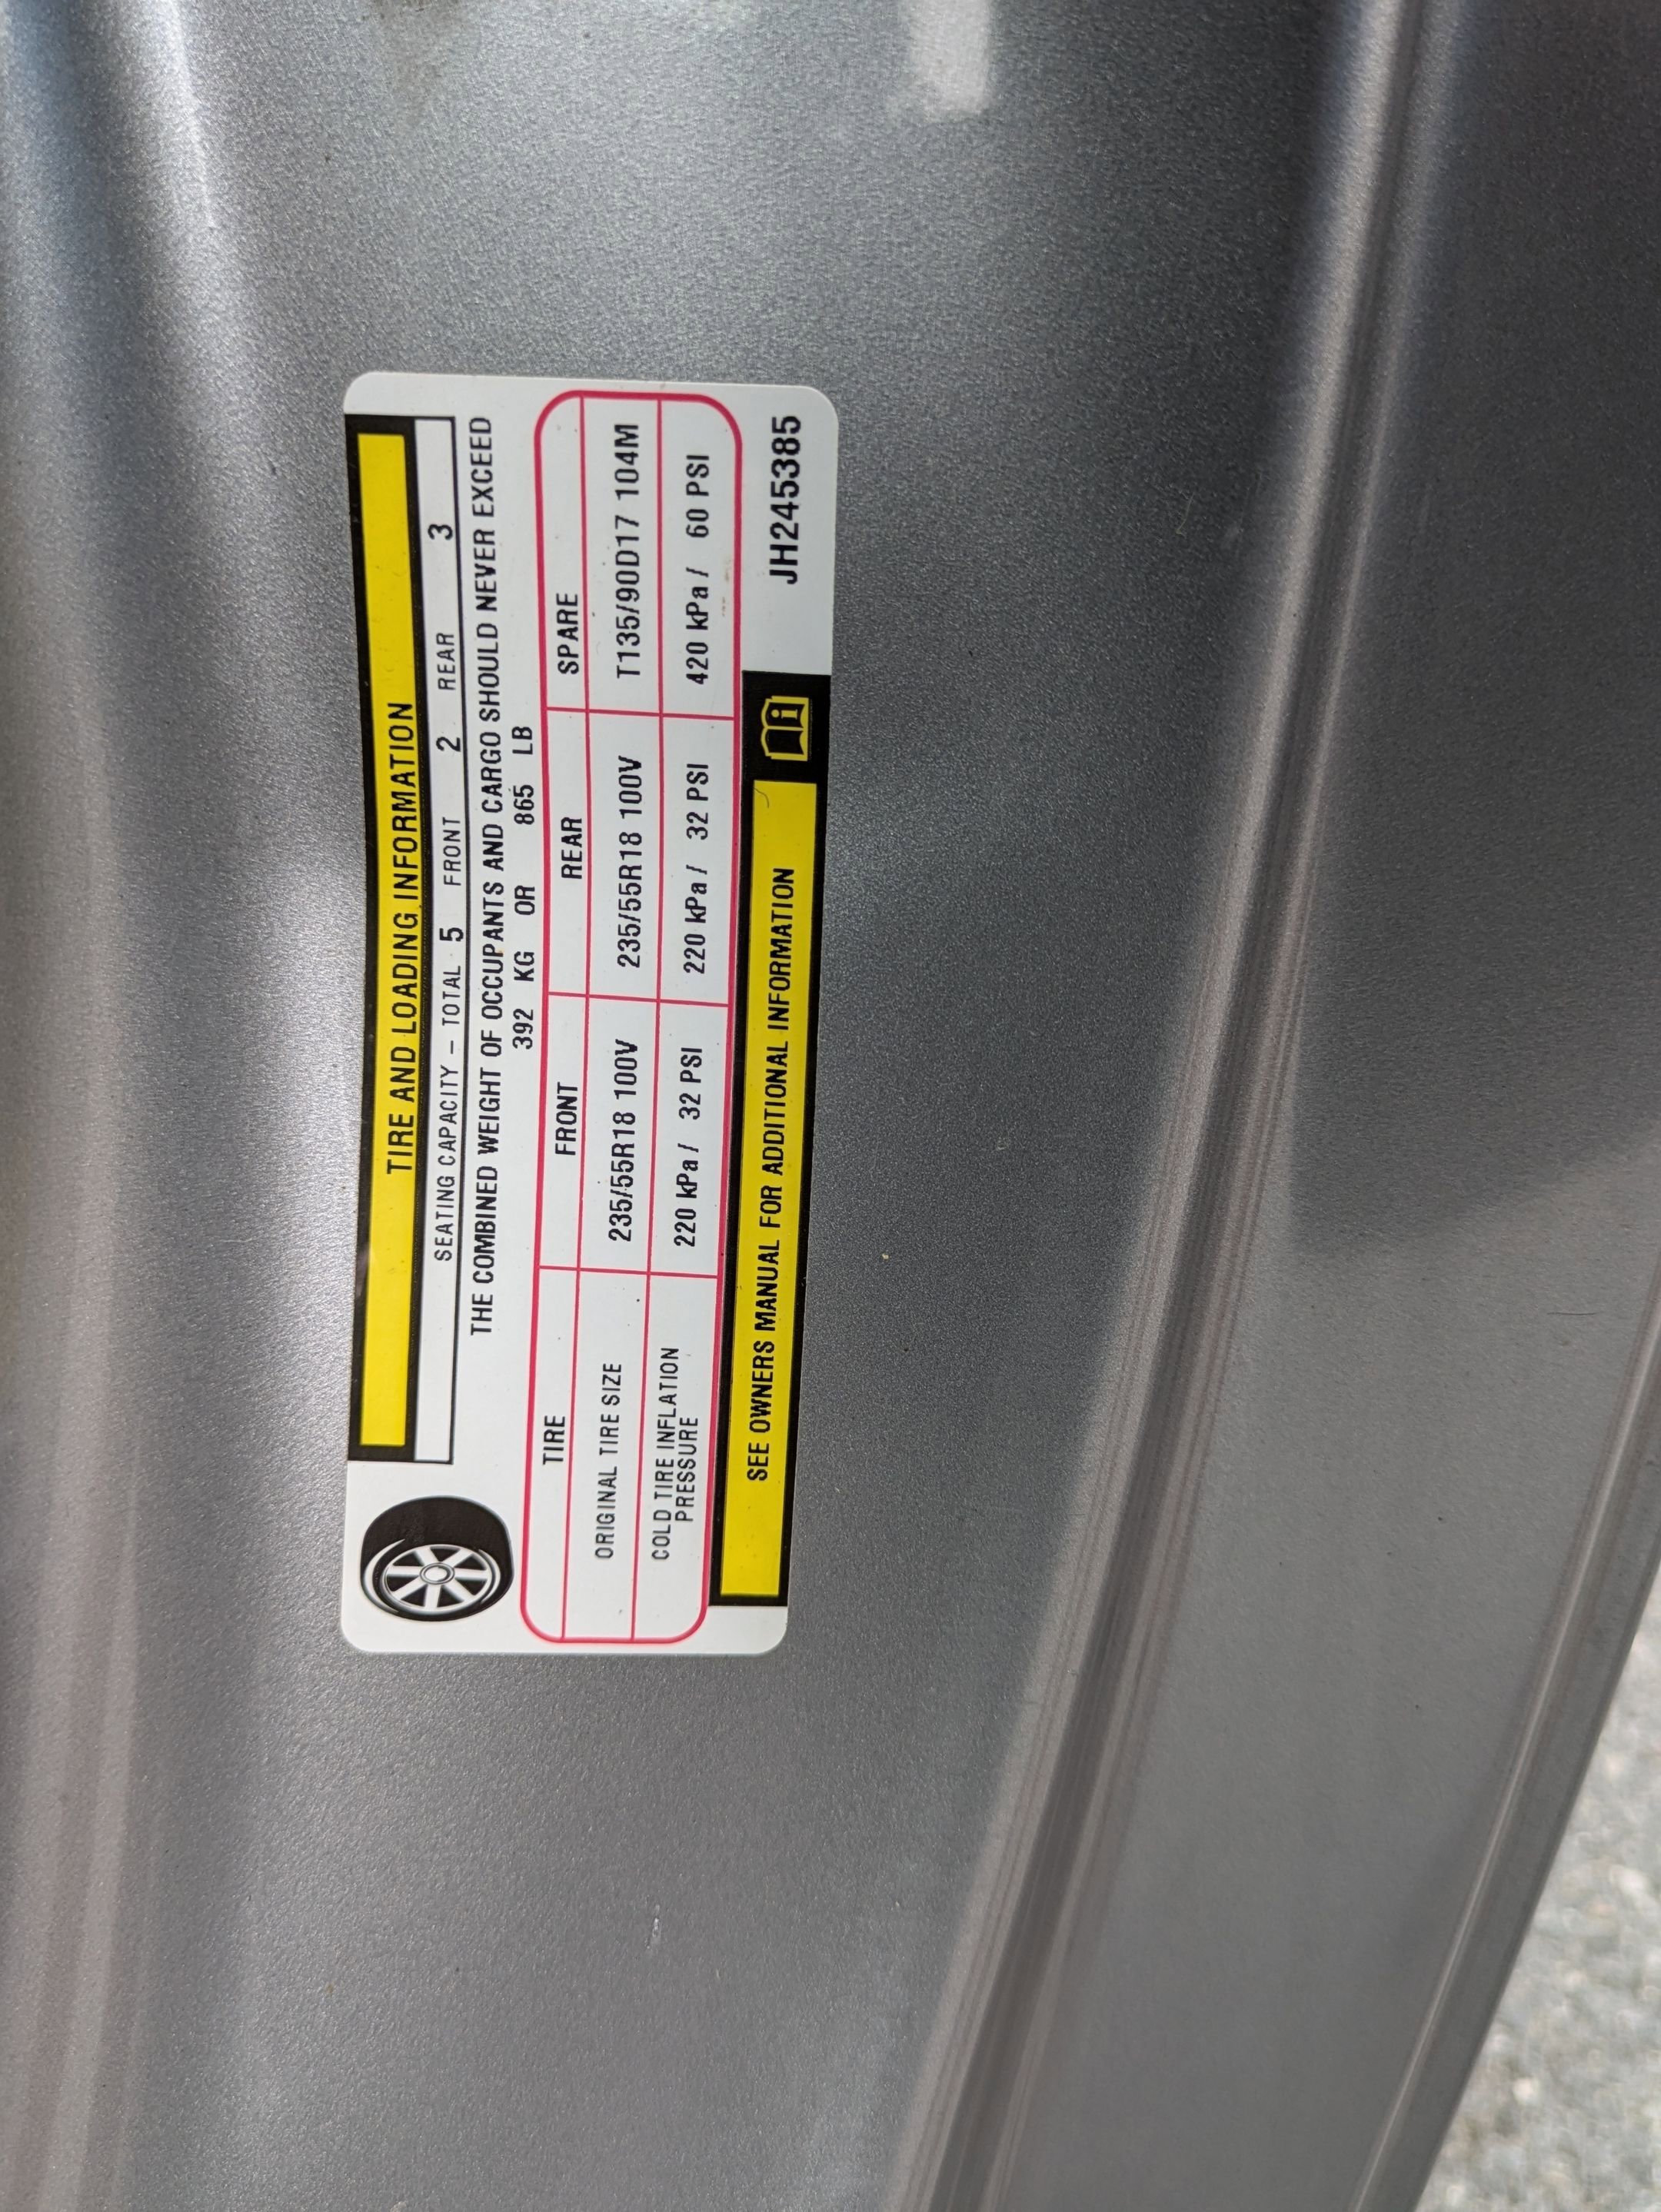 TIRE AND LOADING INFORMATION
SEATING CAPACITY – TOTAL 5 FRONT 2 REAR 3
THE COMBINED WEIGHT OF OCCUPANTS AND CARGO SHOULD NEVER EXCEED
392 KG OR 865 LB
TIRE FRONT REAR SPARE
ORIGINAL TIRE SIZE 235/55R18 100V 235/55R18 100V T135/90D17 104M
COLD TIRE INFLATION
PRESSURE 220 kPa / 32 PSI 220 kPa / 32 PSI 420 kPa / 60 PSI
SEE OWNERS MANUAL FOR ADDITIONAL INFORMATION
JH245385